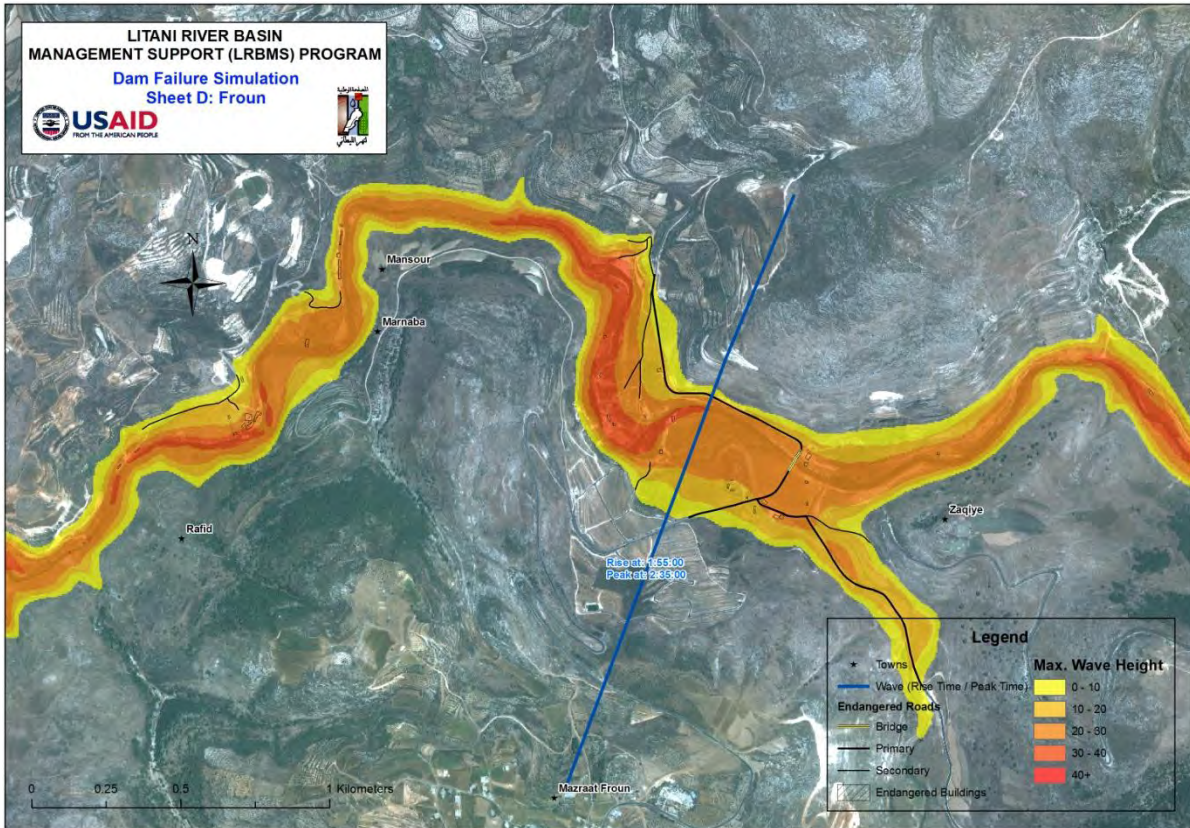 LITANI RIVER BASIN
MANAGEMENT SUPPORT (LRBMS) PROGRAM
Dam Failure Simulation
Sheet D: Froun
USAID
FROM THE AMERICAN PEOPLE
N
Mansour
Marnaba
Rafid
Zaqiye
Rise at: 1:55:00
Peak at: 2:35:00
Mazraat Froun
0 0.25 0.5 1 Kilometers
Legend
Towns
Wave (Rise Time / Peak Time)
Endangered Roads
Bridge
Primary
Secondary
Endangered Buildings
Max. Wave Height
0 - 10
10 - 20
20 - 30
30 - 40
40+